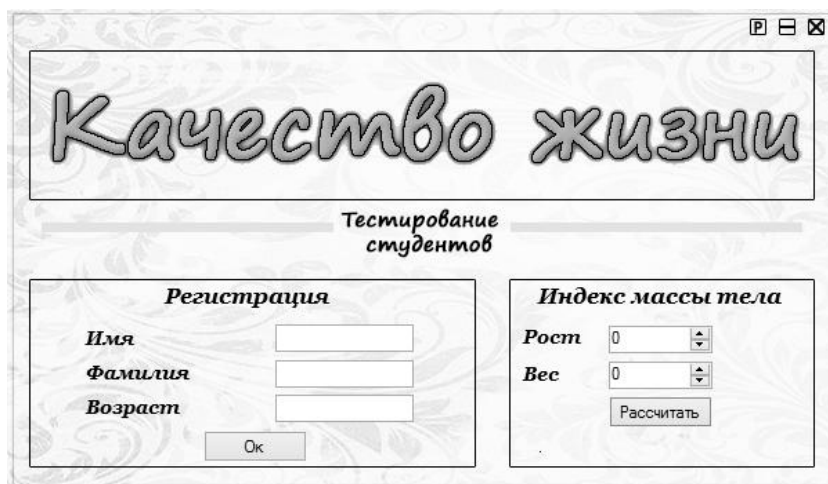 P
Качество жизни
Тестирование
студентов
Регистрация
Имя
Фамилия
Возраст
Ок
Индекс массы тела
Рост 0
Вес 0
Рассчитать